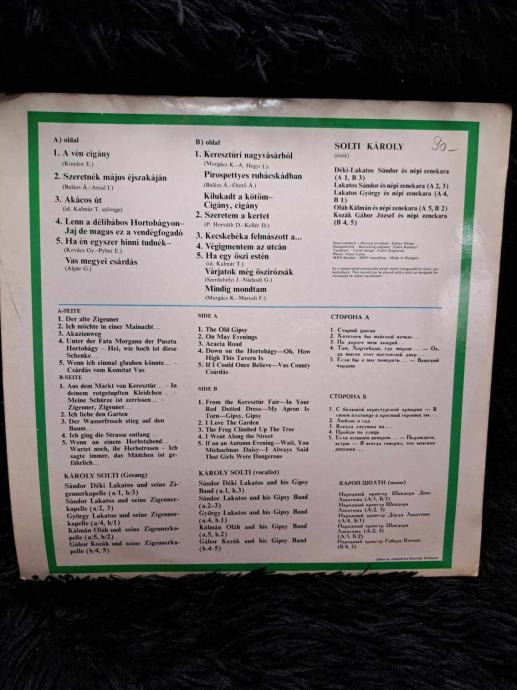 A) oldal
1. A vén cigány
(Kondor E.)
2. Szeretnék május éjszakáján
(Balázs Á.–Antal I.)
3. Akácos út
(id. Kalmár T. szövege)
4. Lenn a délibábos Hortobágyon–
Jaj de magas ez a vendégfogadó
5. Ha én egyszer hinni tudnék–
(Kovács Gy.–Pyber E.)
Vas megyei csárdás
(Alpár G.)
B) oldal
1. Keresztúri nagyvásárból
(Murgács K.–A. Hegyi I.)
Pirospettyes ruhácskádban
(Balázs Á.–Elterő Á.)
Kilukadt a kötöm–
Cigány, cigány
2. Szeretem a kertet
(P. Horváth D.–Kellér D.)
3. Kecskebéka felmászott a...
4. Végigmentem az utcán
5. Ha egy őszi estén
(id. Kalmár T.)
Várjatok még őszirózsák
(Szerdahelyi J.–Nádassi G.)
Mindig mondtam
(Murgács K.–Marczali F.)
90–
SOLTI KÁROLY
(ének)
Déki-Lakatos Sándor és népi zenekara
(A 1, B 3)
Lakatos Sándor és népi zenekara (A 2, 3)
Lakatos György és népi zenekara (A 4,
B 1)
Oláh Kálmán és népi zenekara (A 5, B 2)
Kozák Gábor József és népi zenekara
(B 4, 5)
A-SEITE
1. Der alte Zigeuner
2. Ich möchte in einer Mainacht...
3. Akazienweg
4. Unter der Fata Morgana der Puszta
Hortobágy – Hei, wie hoch ist diese
Schenke...
5. Wenn ich einmal glauben könnte... –
Csárdás vom Komitat Vas
B-SEITE
1. Aus dem Markt von Keresztúr... – In
deinem rotgetupften Kleidchen... –
Meine Schürze ist zerrissen... –
Zigeuner, Zigeuner...
2. Ich liebe den Garten
3. Der Wasserfrosch stieg auf den
Baum...
4. Ich ging die Strasse entlang...
5. Wenn an einem Herbstabend... –
Wartet noch, ihr Herbstrosen – Ich
sagte immer, das Mädchen ist ge-
fährlich...
KÁROLY SOLTI (Gesang)
Sándor Déki Lakatos und seine Zi-
geunerkapelle (a/1, b/3)
Sándor Lakatos und seine Zigeuner-
kapelle (a/2, 3)
György Lakatos und seine Zigeuner-
kapelle (a/4, b/1)
Kálmán Oláh und seine Zigeunerka-
pelle (a/5, b/2)
Gábor Kozák und seine Zigeunerka-
pelle (b/4, 5)
SIDE A
1. The Old Gipsy
2. On May Evenings
3. Acacia Road
4. Down on the Hortobágy—Oh, How
High This Tavern Is
5. If I Could Once Believe—Vas County
Csárdás
SIDE B
1. From the Keresztúr Fair—In Your
Red Dotted Dress—My Apron Is
Torn—Gipsy, Gipsy
2. I Love the Garden
3. The Frog Climbed Up the Tree
4. I Went Along the Street
5. If on an Autumn Evening—Wait, You
Michaelmas Daisy—I Always Said
That Girls Were Dangerous
KÁROLY SOLTI (vocalist)
Sándor Déki Lakatos and his Gipsy
Band (a.1, b.3)
Sándor Lakatos and his Gipsy Band
(a.2–3)
György Lakatos and his Gipsy Band
(a.4, b.1)
Kálmán Oláh and his Gipsy Band
(a.5, b.2)
Gábor Kozák and his Gipsy Band
(b.4–5)
СТОРОНА А
1. Старый цыган
СТОРОНА Б
2. Люблю я сад
4. Пройдя по улице
КАРОЙ ШОЛТИ (пение)